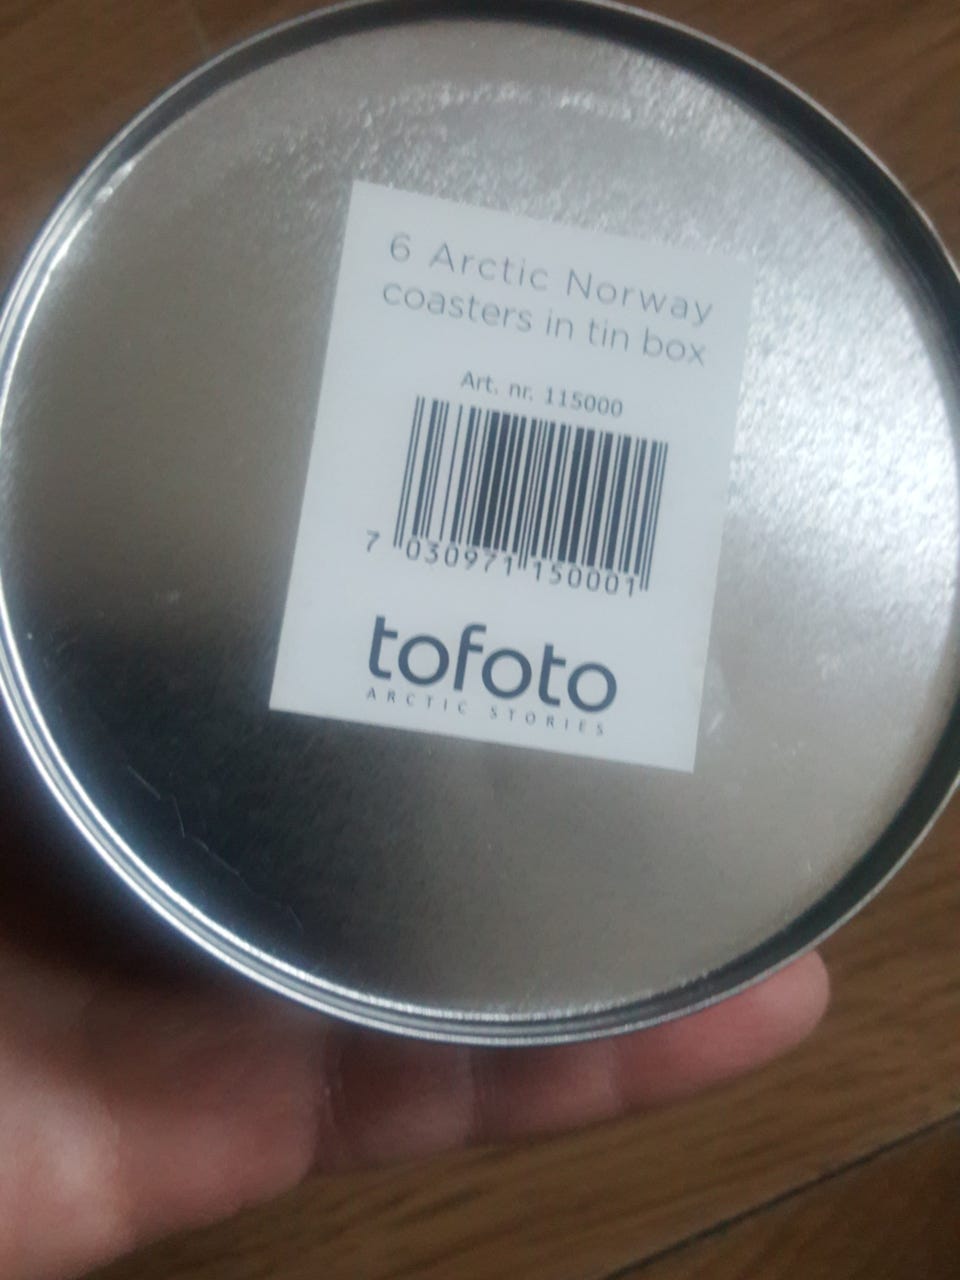 6 Arctic Norway
coasters in tin box
Art. nr. 115000
7 030971 150001
tofoto
ARCTIC STORIES